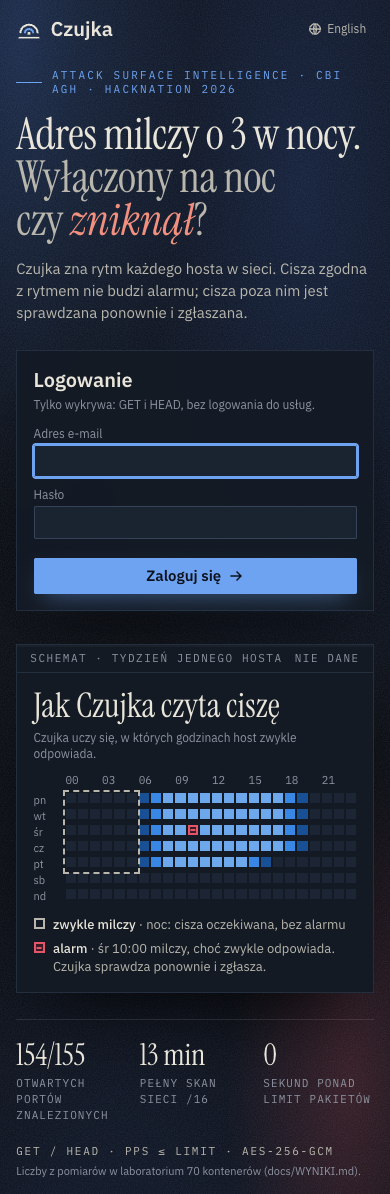 Czujka
English
ATTACK SURFACE INTELLIGENCE · CBI
AGH · HACKNATION 2026
Adres milczy o 3 w nocy.
Wyłączony na noc
czy zniknął?
Czujka zna rytm każdego hosta w sieci. Cisza zgodna
z rytmem nie budzi alarmu; cisza poza nim jest
sprawdzana ponownie i zgłaszana.
Logowanie
Tylko wykrywa: GET i HEAD, bez logowania do usług.
Adres e-mail
Hasło
Zaloguj się →
SCHEMAT · TYDZIEŃ JEDNEGO HOSTA NIE DANE
Jak Czujka czyta ciszę
Czujka uczy się, w których godzinach host zwykle
odpowiada.
00 03 06 09 12 15 18 21
pn
wt
śr
cz
pt
sb
nd
zwykle milczy · noc: cisza oczekiwana, bez alarmu
alarm · śr 10:00 milczy, choć zwykle odpowiada.
Czujka sprawdza ponownie i zgłasza.
154/155 13 min 0
OTWARTYCH PEŁNY SKAN SEKUND PONAD
PORTÓW SIECI /16 LIMIT PAKIETÓW
ZNALEZIONYCH
GET / HEAD · PPS ≤ LIMIT · AES-256-GCM
Liczby z pomiarów w laboratorium 70 kontenerów (docs/WYNIKI.md).